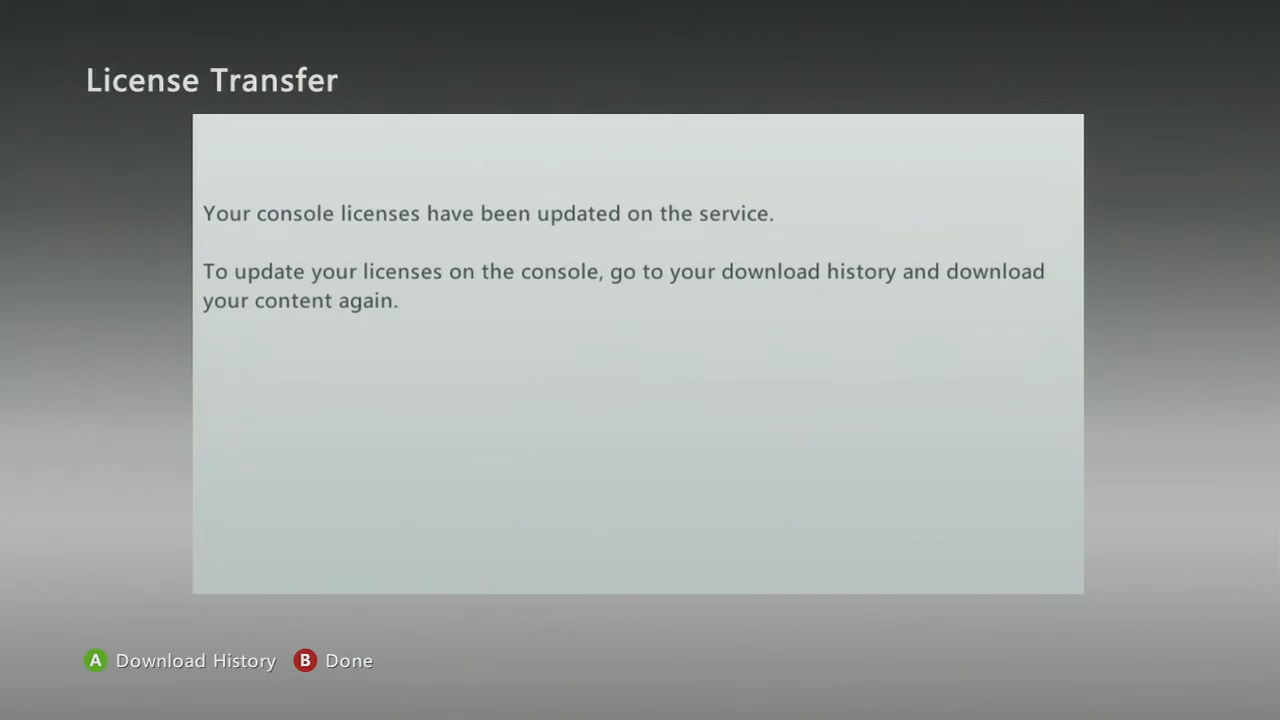 License Transfer
Your console licenses have been updated on the service.
To update your licenses on the console, go to your download history and download
your content again.
A Download History B Done